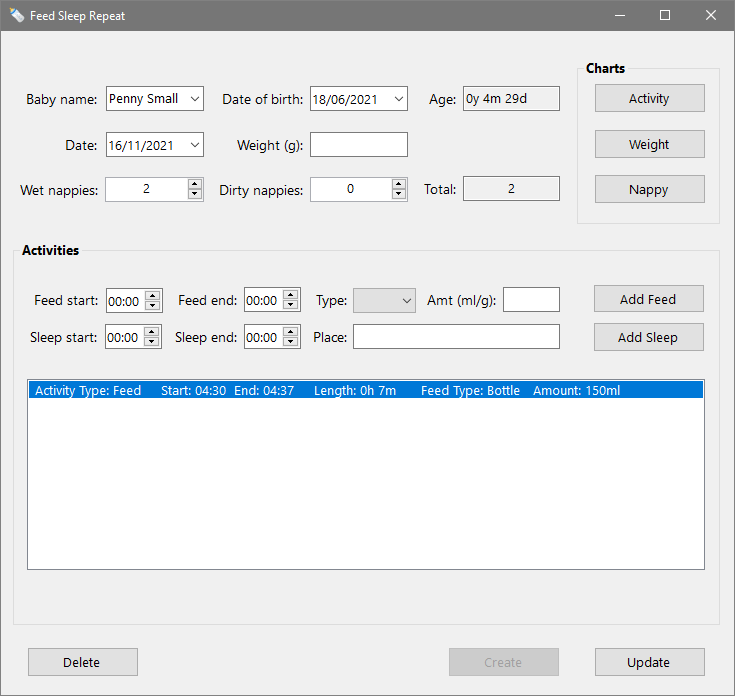 Feed Sleep Repeat
Charts
Baby name: Penny Small Date of birth: 18/06/2021 Age: 0y 4m 29d Activity
Date: 16/11/2021 Weight (g): Weight
Wet nappies: 2 Dirty nappies: 0 Total: 2 Nappy
Activities
Feed start: 00:00 Feed end: 00:00 Type: Amt (ml/g): Add Feed
Sleep start: 00:00 Sleep end: 00:00 Place: Add Sleep
Activity Type: Feed Start: 04:30 End: 04:37 Length: 0h 7m Feed Type: Bottle Amount: 150ml
Delete Create Update